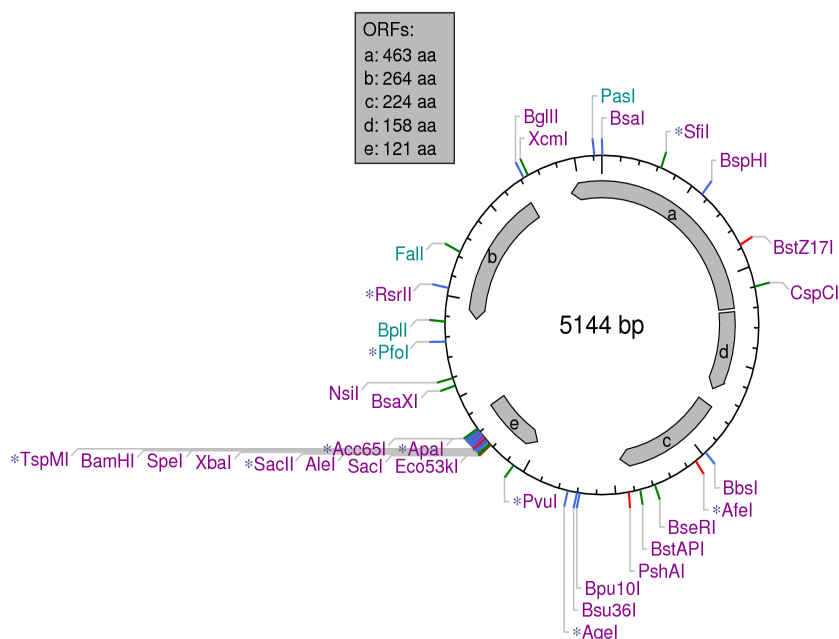 ORFs:
a: 463 aa
b: 264 aa
c: 224 aa
d: 158 aa
e: 121 aa
PasI
BglII
BsaI
*SfiI
XcmI
BspHI
a
BstZ17I
FalI
b
*RsrII
CspCI
BplI
5144 bp
*PfoI
d
NsiI
BsaXI
e
c
*Acc65I
*ApaI
*TspMI
BamHI
SpeI
XbaI
*SacII
AleI
SacI
Eco53kI
BbsI
*PvuI
*AfeI
BseRI
BstAPI
PshAI
Bpu10I
Bsu36I
*AgeI